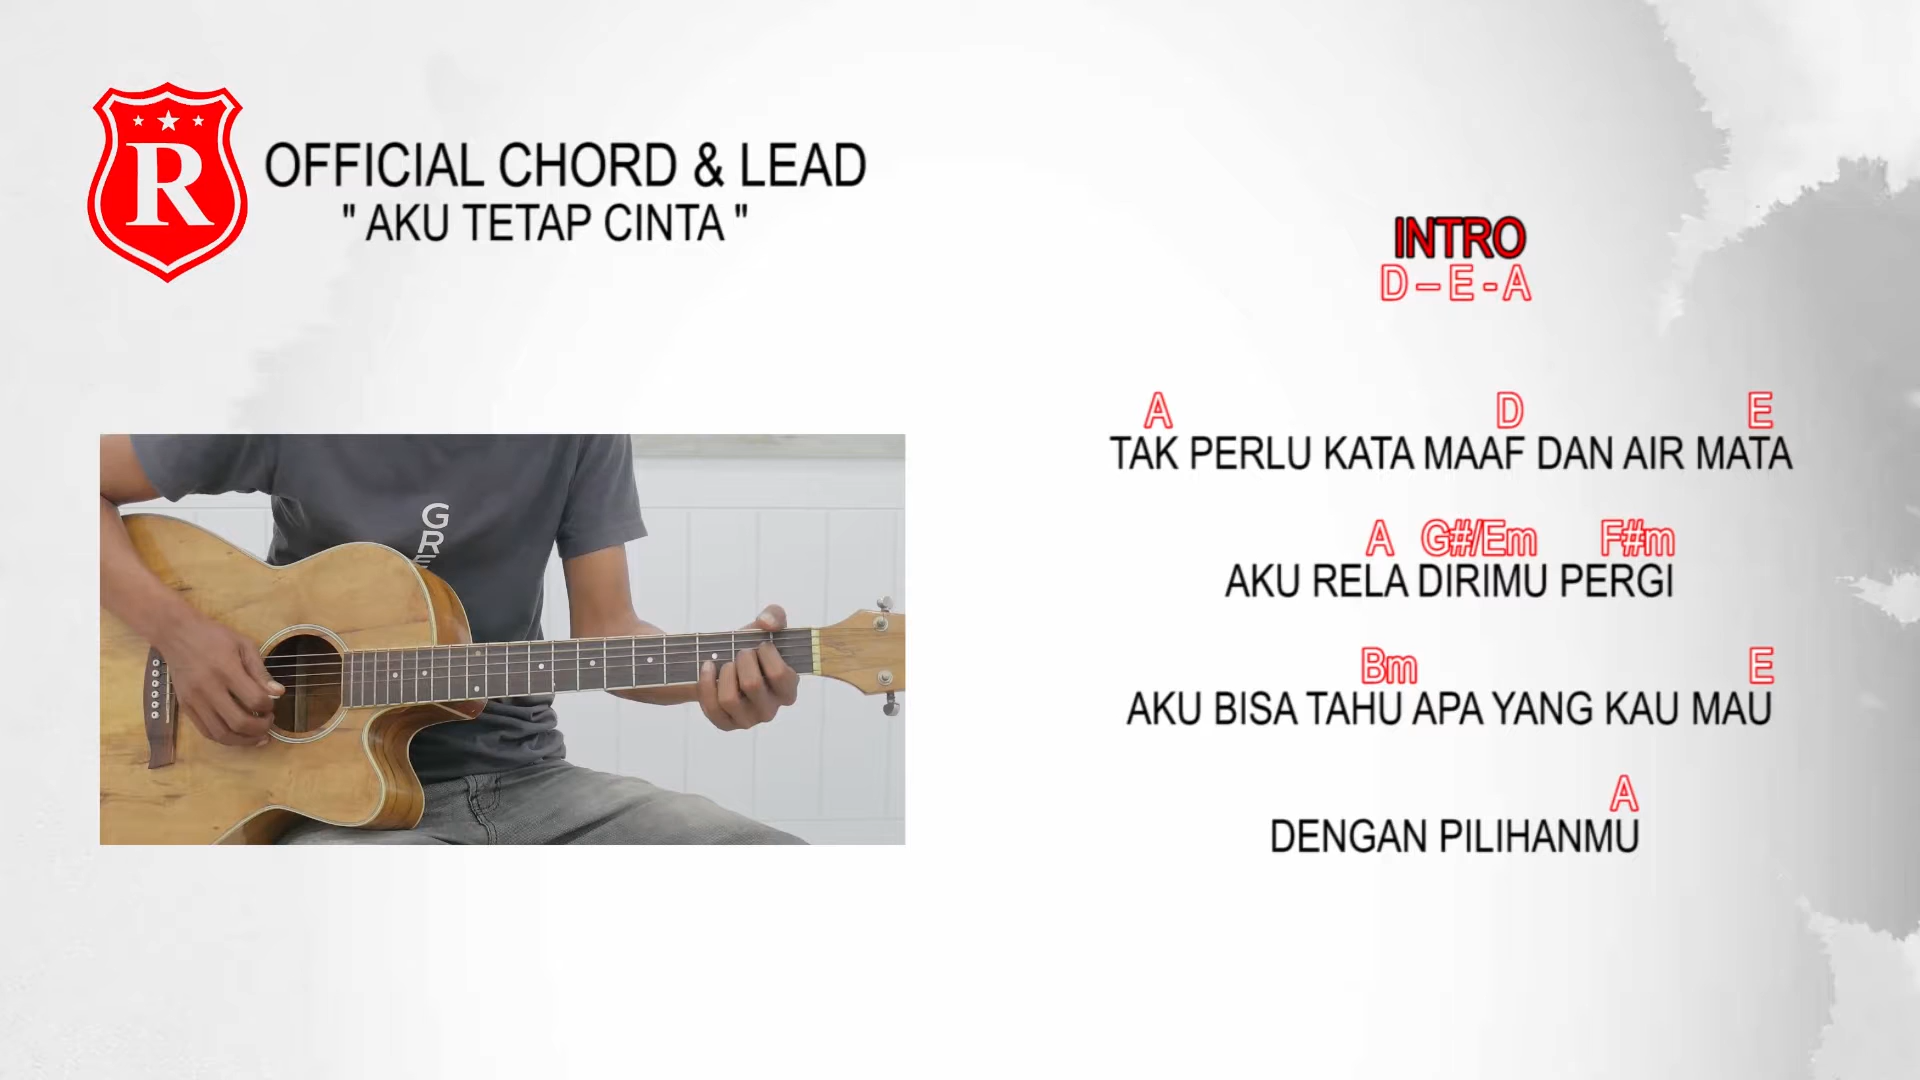 R
OFFICIAL CHORD & LEAD
" AKU TETAP CINTA "
GR
INTRO
D – E - A
A D E
TAK PERLU KATA MAAF DAN AIR MATA
A G#/Em F#m
AKU RELA DIRIMU PERGI
Bm E
AKU BISA TAHU APA YANG KAU MAU
A
DENGAN PILIHANMU